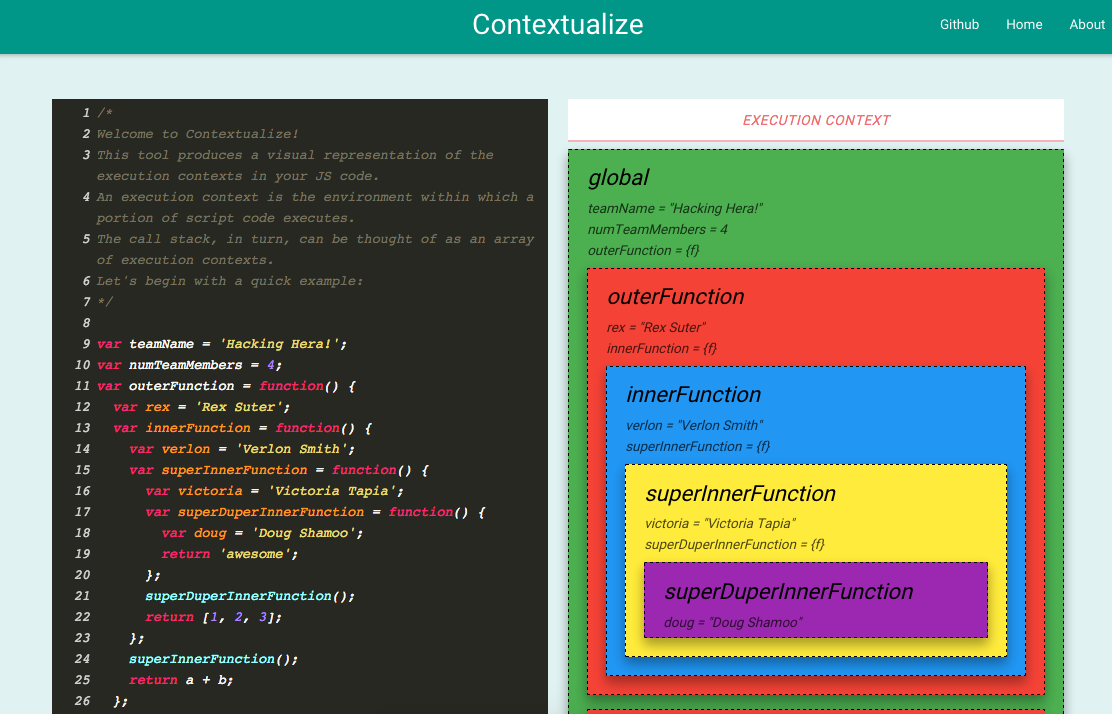 Contextualize
Github Home About
1 /*
2 Welcome to Contextualize!
3 This tool produces a visual representation of the
execution contexts in your JS code.
4 An execution context is the environment within which a
portion of script code executes.
5 The call stack, in turn, can be thought of as an array
of execution contexts.
6 Let's begin with a quick example:
7 */
8
9 var teamName = 'Hacking Hera!';
10 var numTeamMembers = 4;
11 var outerFunction = function() {
12 var rex = 'Rex Suter';
13 var innerFunction = function() {
14 var verlon = 'Verlon Smith';
15 var superInnerFunction = function() {
16 var victoria = 'Victoria Tapia';
17 var superDuperInnerFunction = function() {
18 var doug = 'Doug Shamoo';
19 return 'awesome';
20 };
21 superDuperInnerFunction();
22 return [1, 2, 3];
23 };
24 superInnerFunction();
25 return a + b;
26 };
EXECUTION CONTEXT
global
teamName = "Hacking Hera!"
numTeamMembers = 4
outerFunction = {f}
outerFunction
rex = "Rex Suter"
innerFunction = {f}
innerFunction
verlon = "Verlon Smith"
superInnerFunction = {f}
superInnerFunction
victoria = "Victoria Tapia"
superDuperInnerFunction = {f}
superDuperInnerFunction
doug = "Doug Shamoo"